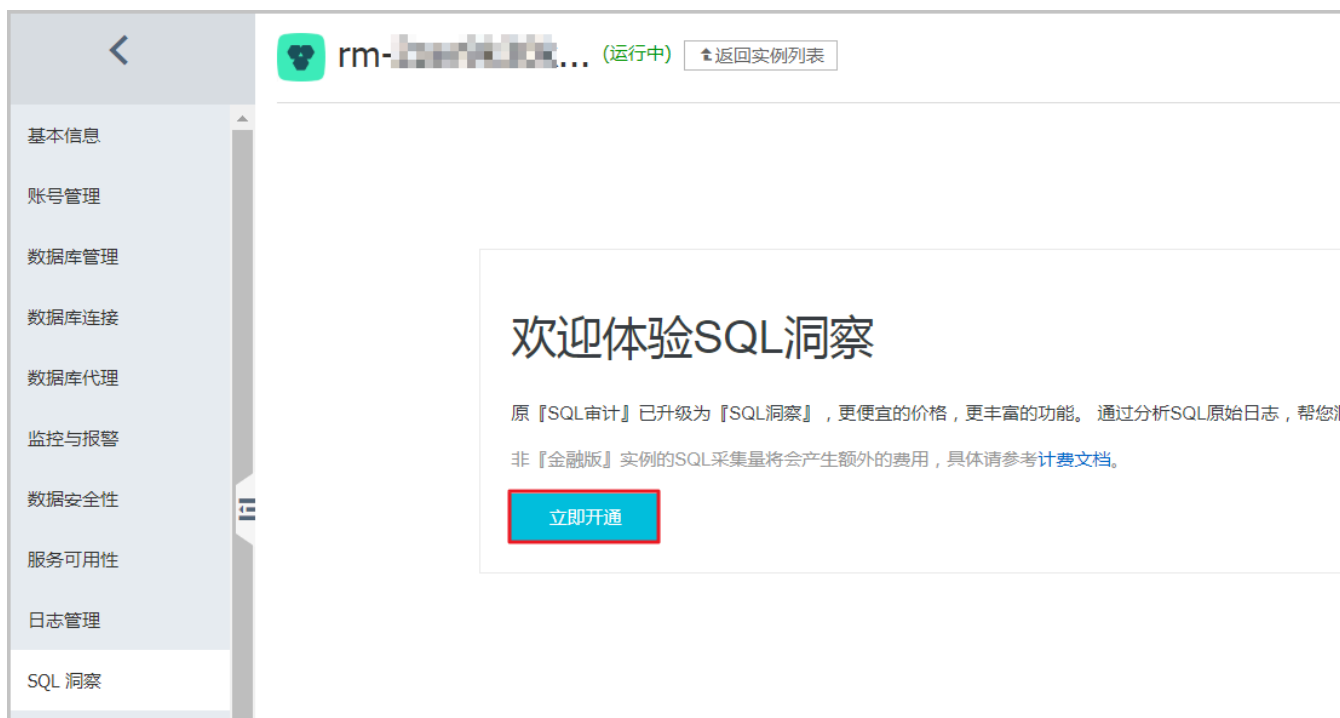 rm-
... (运行中) 返回实例列表
基本信息
账号管理
数据库管理
数据库连接
数据库代理
监控与报警
数据安全性
服务可用性
日志管理
SQL 洞察
欢迎体验SQL洞察
原『SQL审计』已升级为『SQL洞察』，更便宜的价格，更丰富的功能。 通过分析SQL原始日志，帮您
非『金融版』实例的SQL采集量将会产生额外的费用，具体请参考计费文档。
立即开通